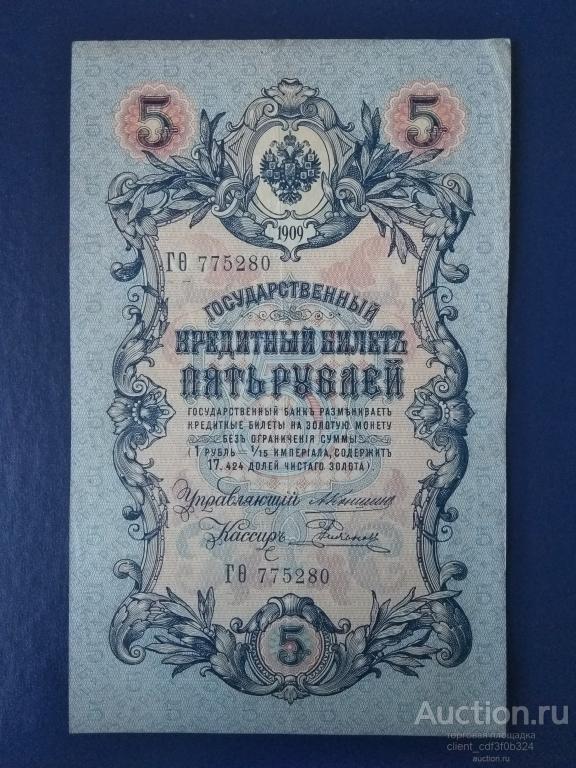 5 5
1909
ГѲ 775280
ГОСУДАРСТВЕННЫЙ
КРЕДИТНЫЙ БИЛЕТЪ
ПЯТЬ РУБЛЕЙ
ГОСУДАРСТВЕННЫЙ БАНКЪ РАЗМѢНИВАЕТЪ
КРЕДИТНЫЕ БИЛЕТЫ НА ЗОЛОТУЮ МОНЕТУ
БЕЗЪ ОГРАНИЧЕНІЯ СУММЫ
(1 РУБЛЬ = 1/15 ИМПЕРІАЛА, СОДЕРЖИТЪ
17,424 ДОЛЕЙ ЧИСТАГО ЗОЛОТА)
Управляющій
Кассиръ
ГѲ 775280
5
Auction.ru
торговая площадка
client_cdf3f0b324
auction.ru